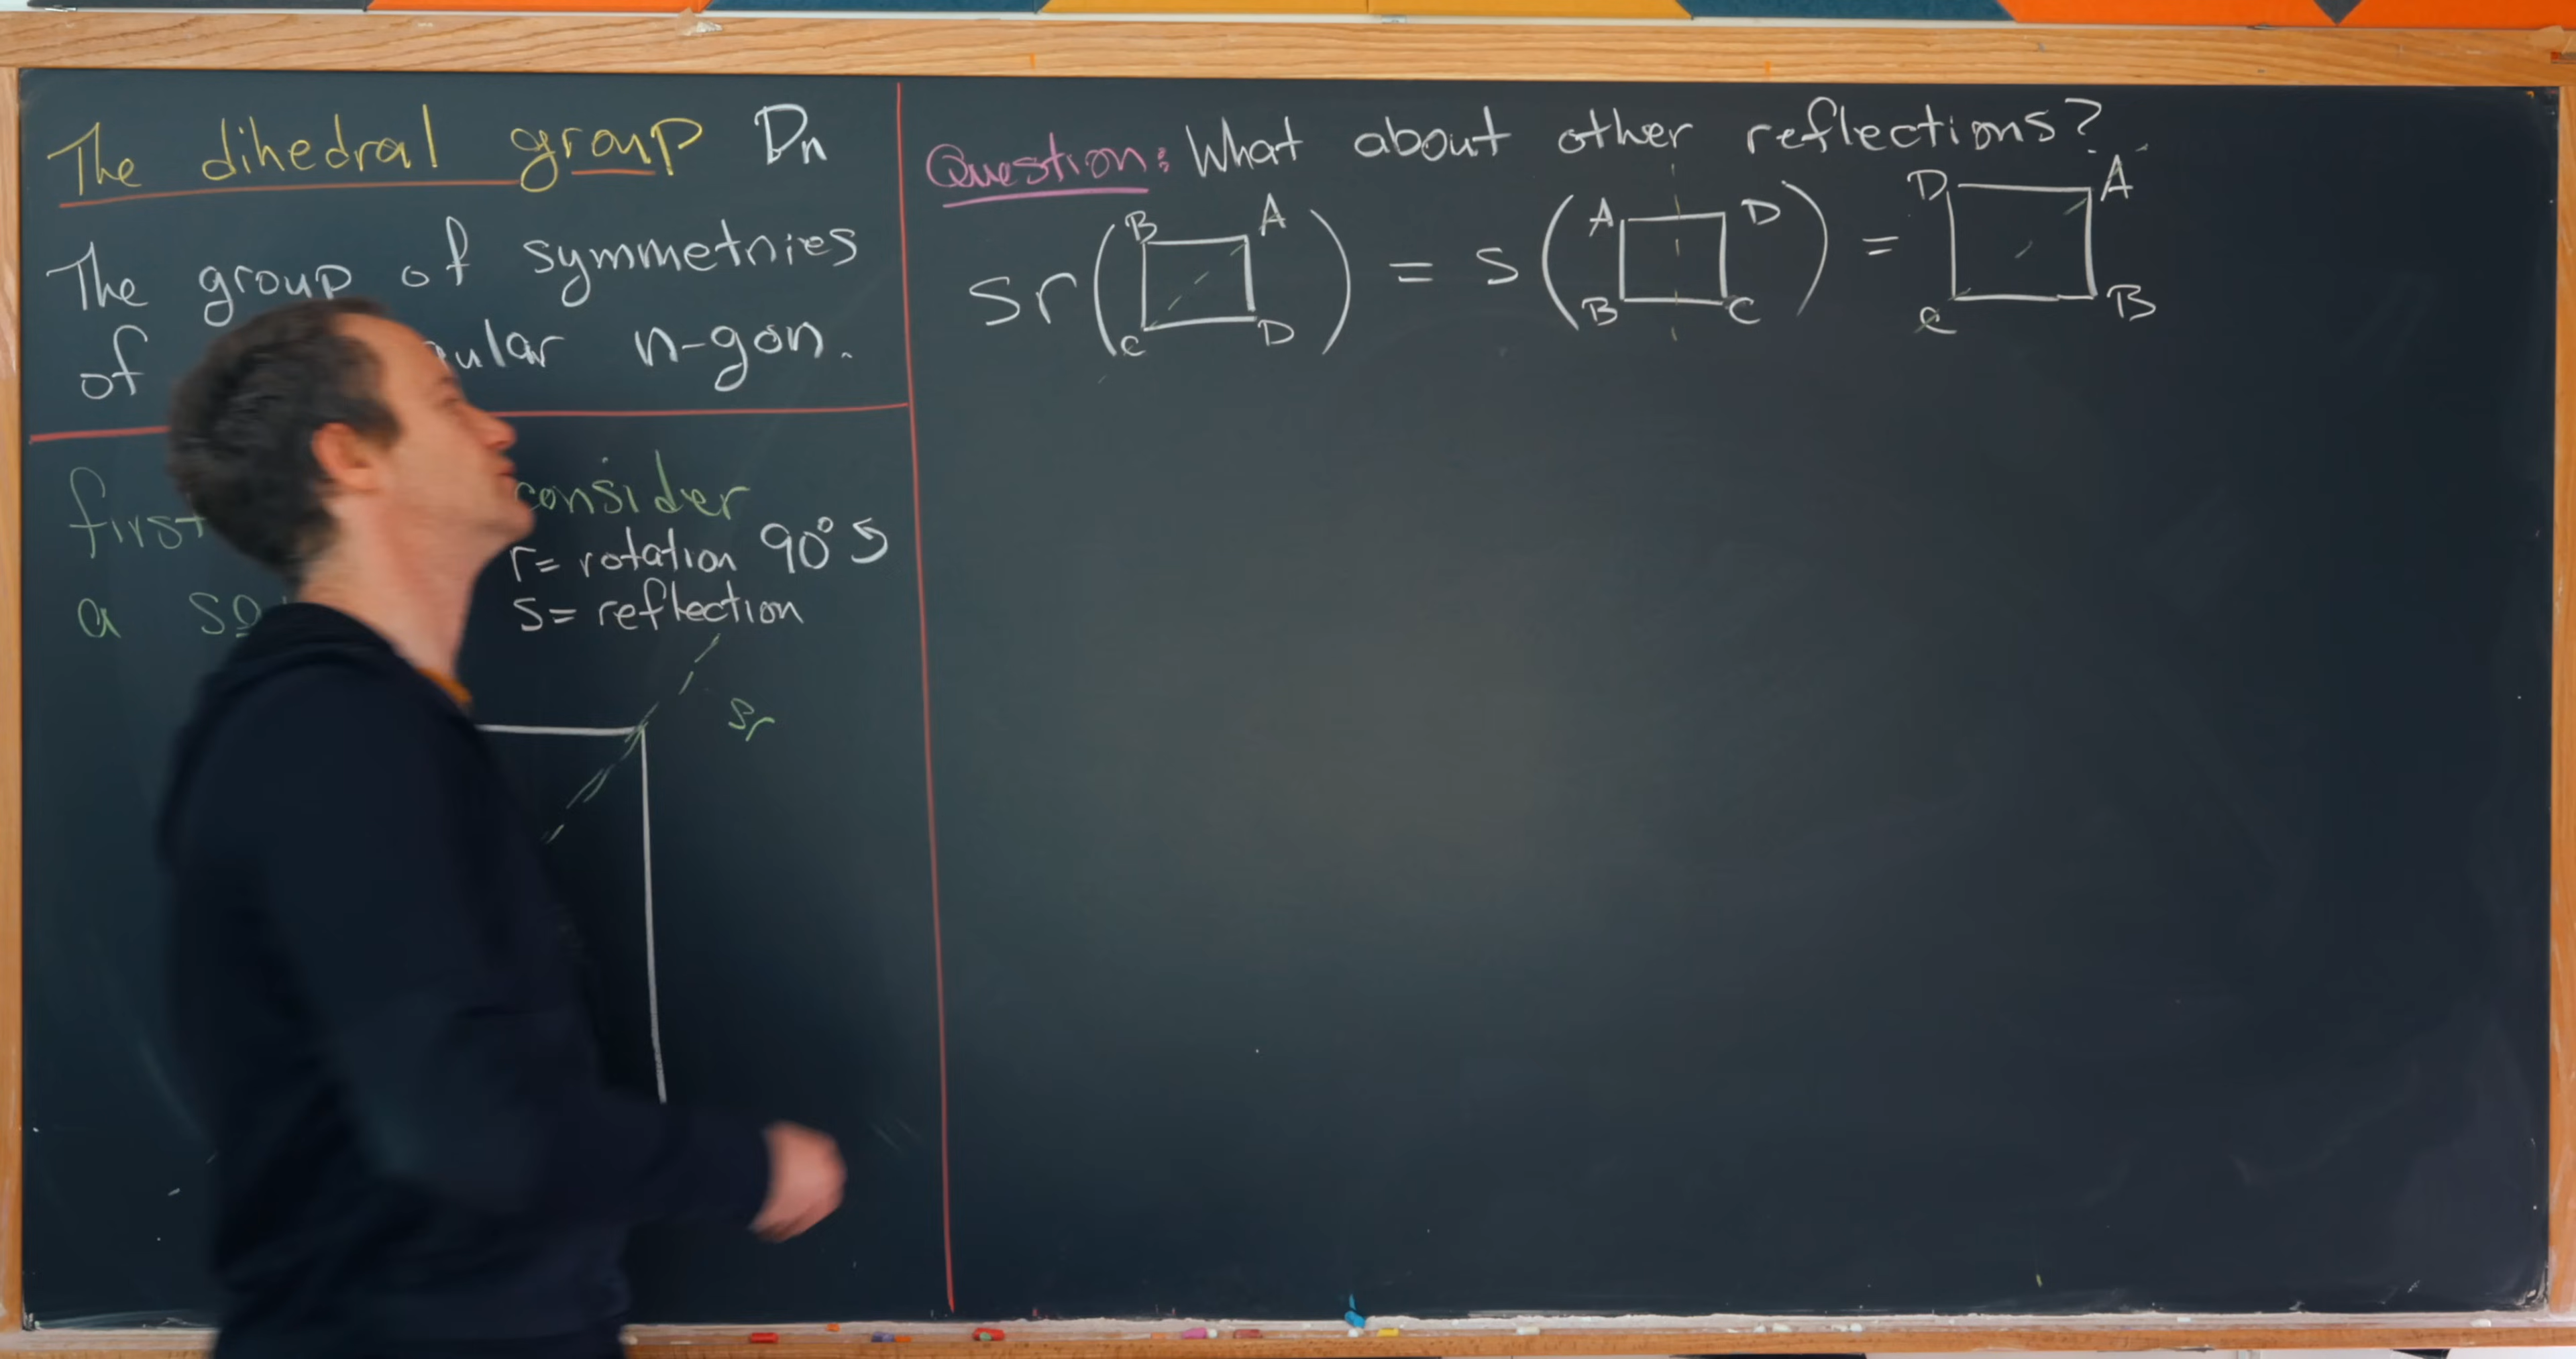 The dihedral group Dn
The group of symmetries
of ular n-gon.
first consider
r= rotation 90° ↺
a s= reflection
sr
Question: What about other reflections?
B A A D D A
sr( ) = s( ) =
C D B C C B